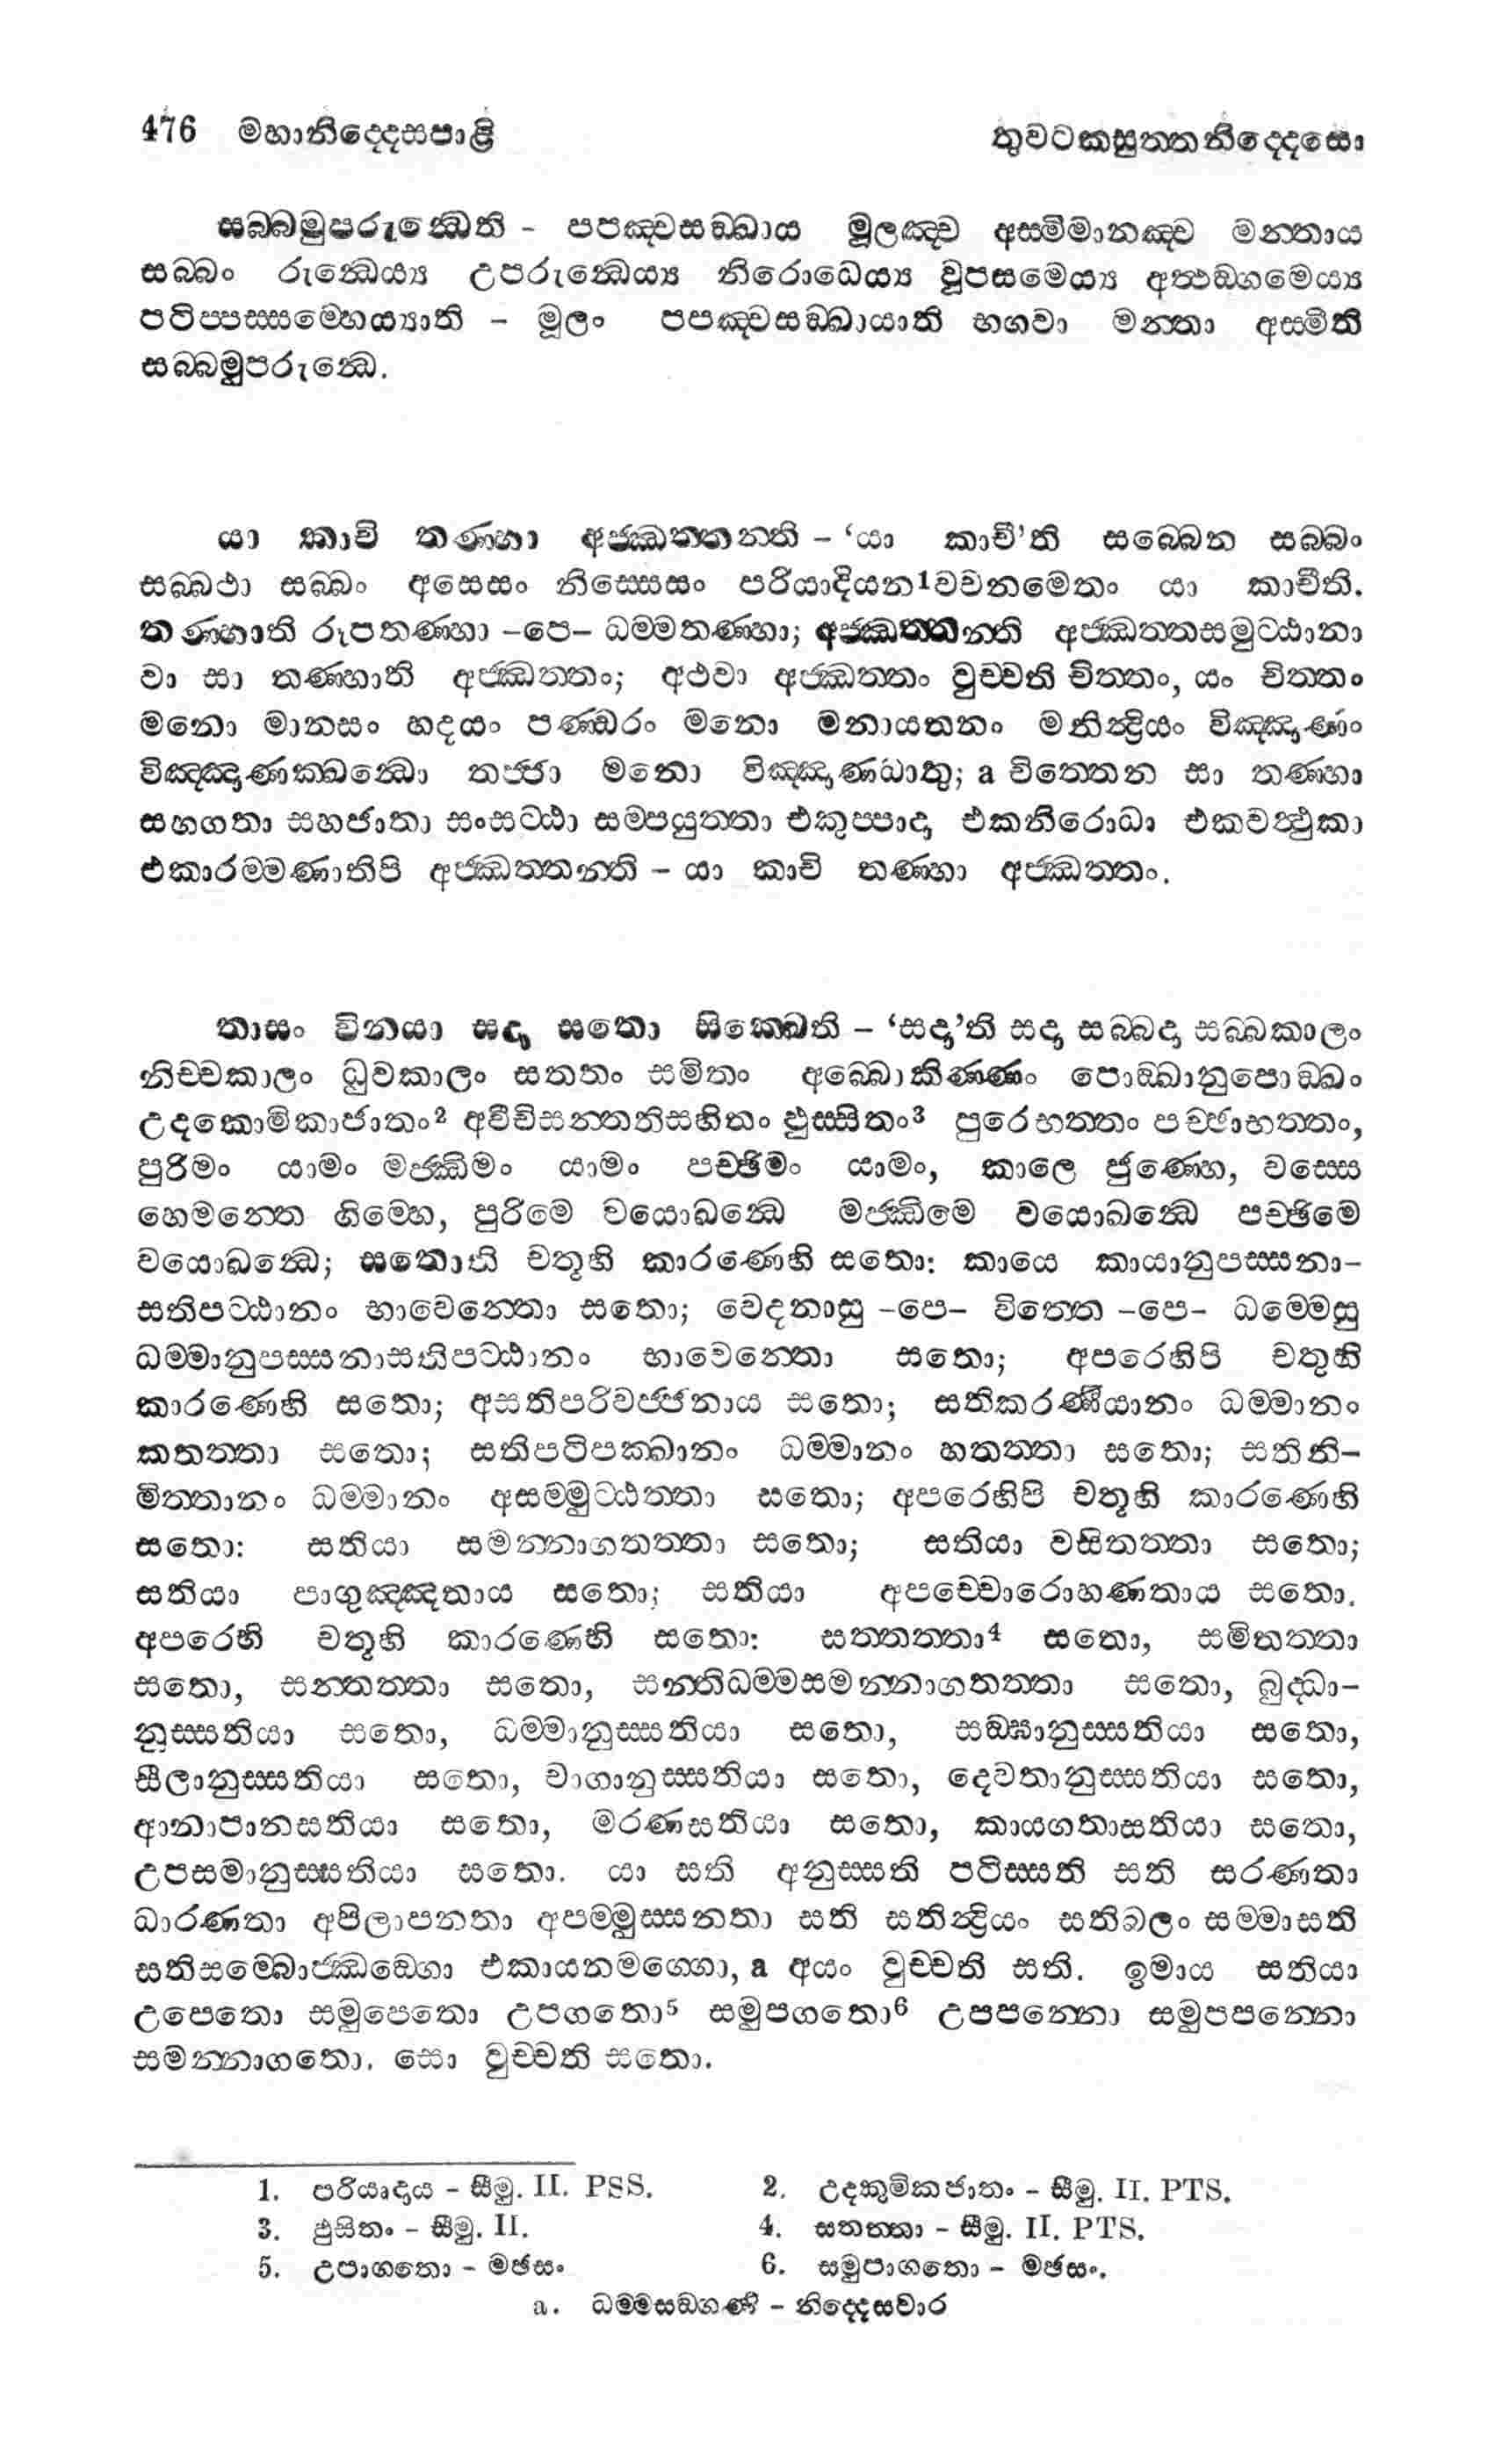 476 මහානිද්දෙසපාළි තුවටකසුත්තනිද්දෙසො
සබ්බමුපරුන්ධෙති - පපඤ්චසඞ්ඛාය මූලඤ්ච අස්මිමානඤ්ච මන්තාය
සබ්බං රුන්ධෙය්‍ය උපරුන්ධෙය්‍ය නිරොධෙය්‍ය වූපසමෙය්‍ය අත්ථඞ්ගමෙය්‍ය
පටිප්පස්සම්හෙය්‍යාති - මූලං පපඤ්චසඞ්ඛායාති භගවා මන්තා අස්මීති
සබ්බමුපරුන්ධෙ.
යා කාචි තණ්හා අජ්ඣත්තන්ති - ‘යා කාචී’ති සබ්බෙන සබ්බං
සබ්බථා සබ්බං අසෙසං නිස්සෙසං පරියාදියන1වචනමෙතං යා කාචීති.
තණ්හාති රූපතණ්හා -පෙ- ධම්මතණ්හා; අජ්ඣත්තන්ති අජ්ඣත්තසමුට්ඨානා
වා සා තණ්හාති අජ්ඣත්තං; අථවා අජ්ඣත්තං වුච්චති චිත්තං, යං චිත්තං
මනො මානසං හදයං පණ්ඩරං මනො මනායතනං මනින්ද්‍රියං විඤ්ඤාණං
විඤ්ඤාණක්ඛන්ධො තජ්ජා මනො විඤ්ඤාණධාතු; a චිත්තෙන සා තණ්හා
සහගතා සහජාතා සංසට්ඨා සම්පයුත්තා එකුප්පාදා එකනිරොධා එකවත්ථුකා
එකාරම්මණාතිපි අජ්ඣත්තන්ති - යා කාචි තණ්හා අජ්ඣත්තං.
තාසං විනයා සදා සතො සික්ඛෙති - ‘සදා’ති සදා සබ්බදා සබ්බකාලං
නිච්චකාලං ධුවකාලං සතතං සමිතං අබ්බොකිණ්ණං පොඞ්ඛානුපොඞ්ඛං
උදකොමිකාජාතං2 අවීචිසන්තතිසහිතං ඵුස්සිතං3 පුරෙභත්තං පච්ඡාභත්තං,
පුරිමං යාමං මජ්ඣිමං යාමං පච්ඡිමං යාමං, කාලෙ ජුණ්හෙ, වස්සෙ
හෙමන්තෙ ගිම්හෙ, පුරිමෙ වයොඛන්ධෙ මජ්ඣිමෙ වයොඛන්ධෙ පච්ඡිමෙ
වයොඛන්ධෙ; සතොති චතූහි කාරණෙහි සතො: කායෙ කායානුපස්සනා-
සතිපට්ඨානං භාවෙන්තො සතො; වෙදනාසු -පෙ- චිත්තෙ -පෙ- ධම්මෙසු
ධම්මානුපස්සනාසතිපට්ඨානං භාවෙන්තො සතො; අපරෙහිපි චතුහි
කාරණෙහි සතො; අසතිපරිවජ්ජනාය සතො; සතිකරණීයානං ධම්මානං
කතත්තා සතො; සතිපටිපක්ඛානං ධම්මානං හතත්තා සතො; සතිනි-
මිත්තානං ධම්මානං අසම්මුට්ඨත්තා සතො; අපරෙහිපි චතූහි කාරණෙහි
සතො: සතියා සමන්නාගතත්තා සතො; සතියා වසිතත්තා සතො;
සතියා පාගුඤ්ඤතාය සතො; සතියා අපච්චොරොහණතාය සතො.
අපරෙහි චතූහි කාරණෙහි සතො: සත්තත්තා4 සතො, සමිතත්තා
සතො, සන්තත්තා සතො, සන්තිධම්මසමන්නාගතත්තා සතො, බුද්ධා-
නුස්සතියා සතො, ධම්මානුස්සතියා සතො, සඞ්ඝානුස්සතියා සතො,
සීලානුස්සතියා සතො, චාගානුස්සතියා සතො, දෙවතානුස්සතියා සතො,
ආනාපානසතියා සතො, මරණසතියා සතො, කායගතාසතියා සතො,
උපසමානුස්සතියා සතො. යා සති අනුස්සති පටිස්සති සති සරණතා
ධාරණතා අපිලාපනතා අපම්මුස්සනතා සති සතින්ද්‍රියං සතිබලං සම්මාසති
සතිසම්බොජ්ඣඞ්ගො එකායනමග්ගො, a අයං වුච්චති සති. ඉමාය සතියා
උපෙතො සමුපෙතො උපගතො5 සමුපගතො6 උපපන්නො සමුපපන්නො
සමන්නාගතො. සො වුච්චති සතො.
1. පරියාදාය - සීමු. II. PSS. 2. උදකුමිකජාතං - සීමු. II. PTS.
3. ඵුසිතං - සීමු. II. 4. සතත්තා - සීමු. II. PTS.
5. උපාගතො - මඡසං 6. සමුපාගතො - මඡසං.
a. ධම්මසඞ්ගණි - නිද්දෙසවාර